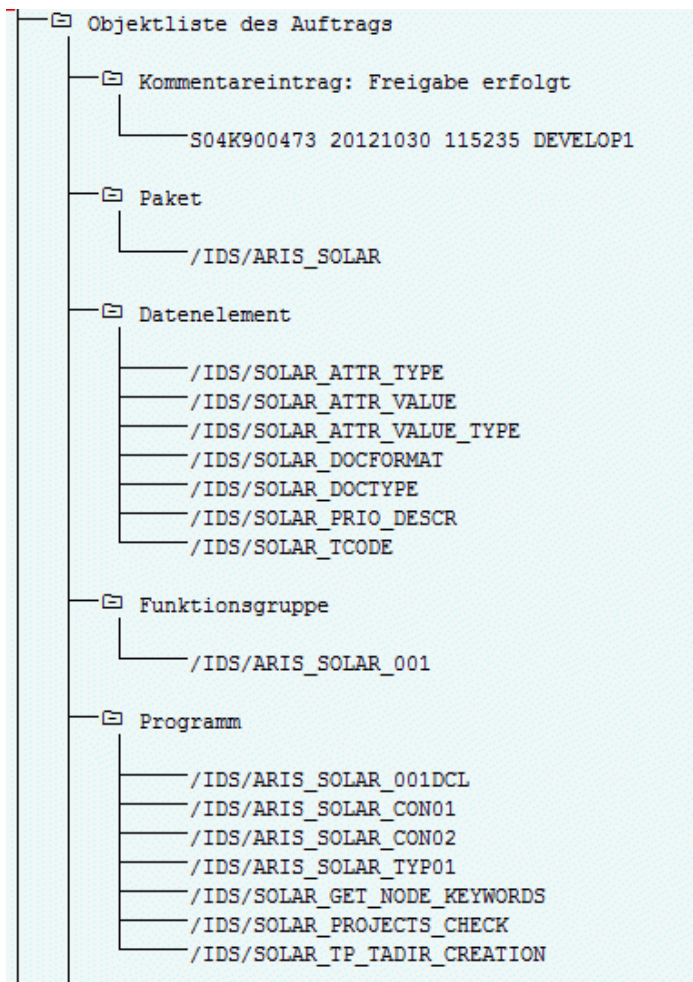 Objektliste des Auftrags
Kommentareintrag: Freigabe erfolgt
S04K900473 20121030 115235 DEVELOP1
Paket
/IDS/ARIS_SOLAR
Datenelement
/IDS/SOLAR_ATTR_TYPE
/IDS/SOLAR_ATTR_VALUE
/IDS/SOLAR_ATTR_VALUE_TYPE
/IDS/SOLAR_DOCFORMAT
/IDS/SOLAR_DOCTYPE
/IDS/SOLAR_PRIO_DESCR
/IDS/SOLAR_TCODE
Funktionsgruppe
/IDS/ARIS_SOLAR_001
Programm
/IDS/ARIS_SOLAR_001DCL
/IDS/ARIS_SOLAR_CON01
/IDS/ARIS_SOLAR_CON02
/IDS/ARIS_SOLAR_TYP01
/IDS/SOLAR_GET_NODE_KEYWORDS
/IDS/SOLAR_PROJECTS_CHECK
/IDS/SOLAR_TP_TADIR_CREATION